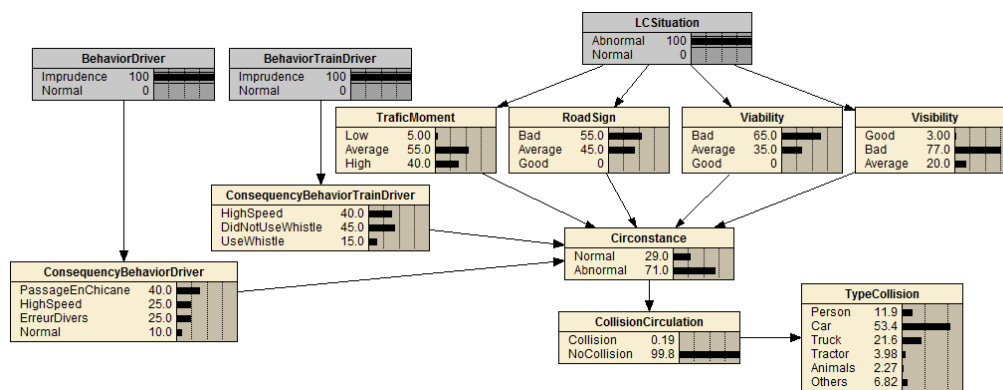 LCSituation
Abnormal 100
Normal 0
BehaviorDriver
Imprudence 100
Normal 0
BehaviorTrainDriver
Imprudence 100
Normal 0
TraficMoment
Low 5.00
Average 55.0
High 40.0
RoadSign
Bad 55.0
Average 45.0
Good 0
Viability
Bad 65.0
Average 35.0
Good 0
Visibility
Good 3.00
Bad 77.0
Average 20.0
ConsequencyBehaviorTrainDriver
HighSpeed 40.0
DidNotUseWhistle 45.0
UseWhistle 15.0
Circonstance
Normal 29.0
Abnormal 71.0
ConsequencyBehaviorDriver
PassageEnChicane 40.0
HighSpeed 25.0
ErreurDivers 25.0
Normal 10.0
CollisionCirculation
Collision 0.19
NoCollision 99.8
TypeCollision
Person 11.9
Car 53.4
Truck 21.6
Tractor 3.98
Animals 2.27
Others 6.82